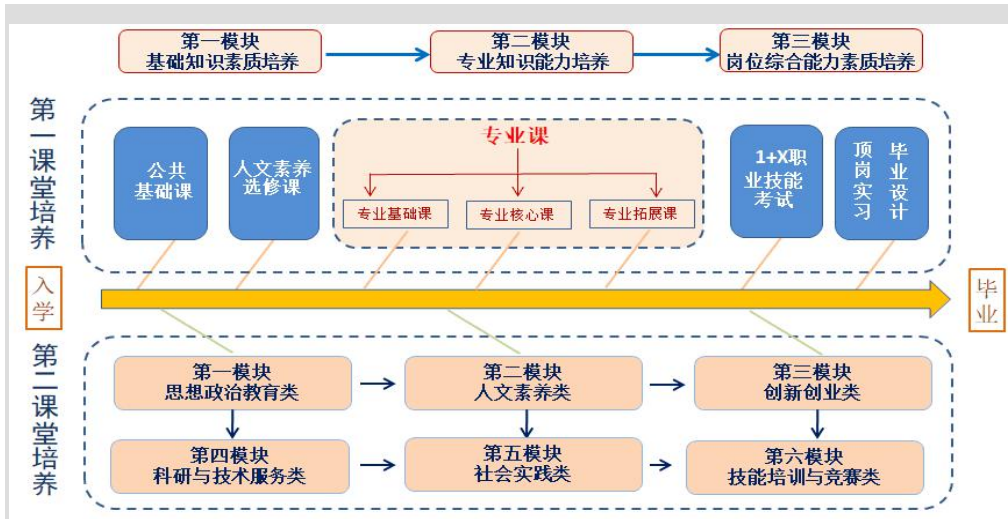 第一模块
基础知识素质培养
第二模块
专业知识能力培养
第三模块
岗位综合能力素质培养
第一课堂培养
公共
基础课
人文素养
选修课
专业课
专业基础课
专业核心课
专业拓展课
1+X职
业技能
考试
顶岗实习
毕业设计
入学
毕业
第二课堂培养
第一模块
思想政治教育类
第二模块
人文素养类
第三模块
创新创业类
第四模块
科研与技术服务类
第五模块
社会实践类
第六模块
技能培训与竞赛类